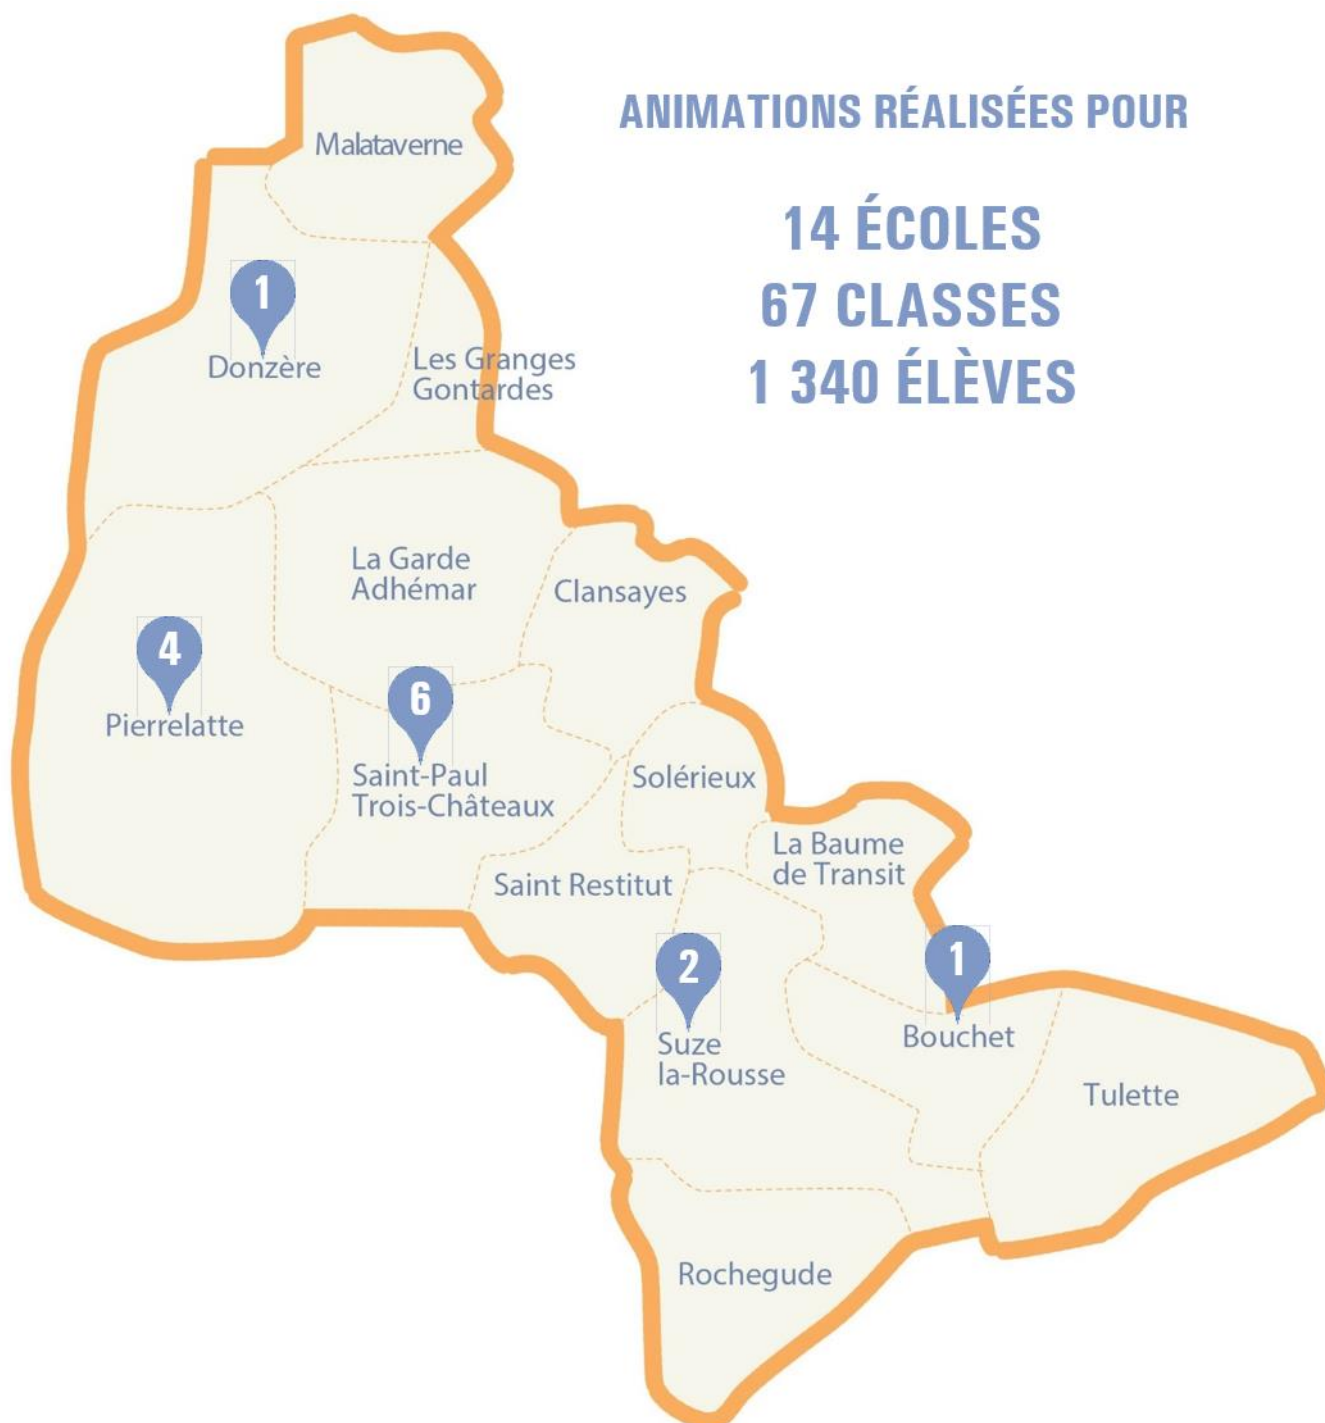 ANIMATIONS RÉALISÉES POUR
14 ÉCOLES
67 CLASSES
1 340 ÉLÈVES
Malataverne
1
Donzère
Les Granges
Gontardes
La Garde
Adhémar
Clansayes
4
Pierrelatte
6
Saint-Paul
Trois-Châteaux
Solérieux
La Baume
de Transit
Saint Restitut
2
Suze
la-Rousse
1
Bouchet
Tulette
Rochegude